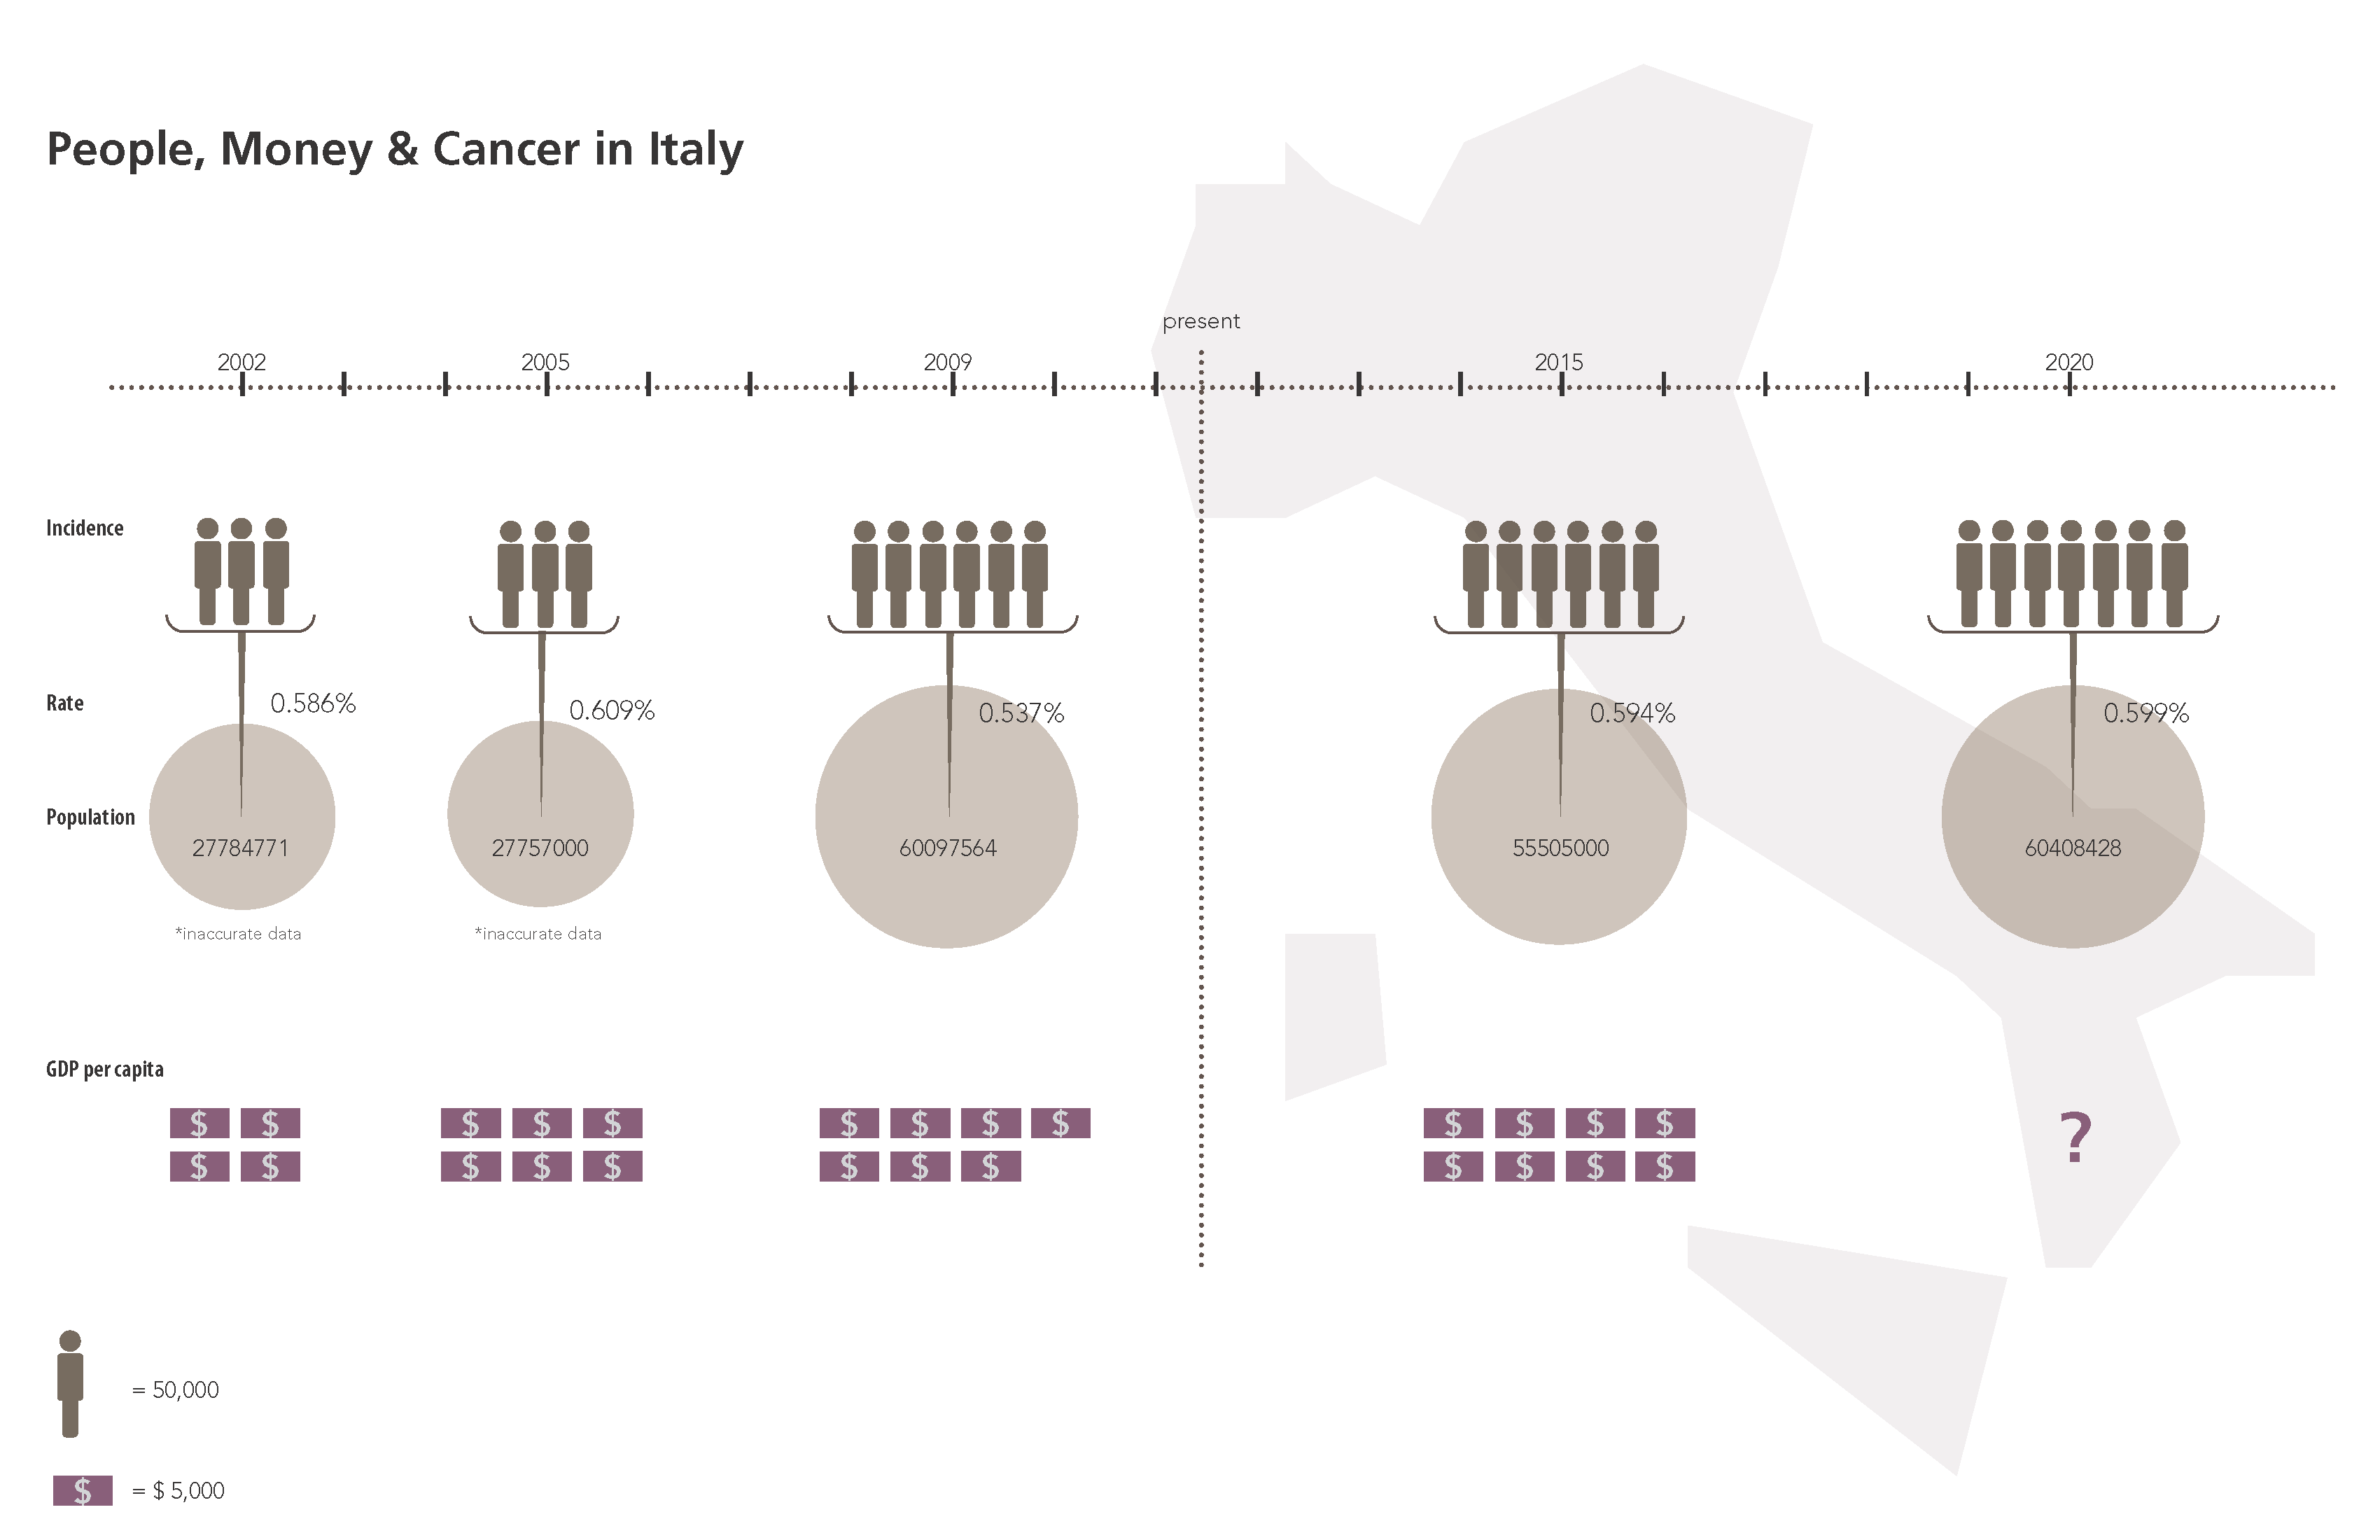 People, Money & Cancer in Italy
present
2002 2005 2009 2015 2020
Incidence
Rate 0.586% 0.609% 0.537% 0.594% 0.599%
Population
27784771 27757000 60097564 55505000 60408428
*inaccurate data *inaccurate data
GDP per capita
$ $ $ $ $ $ $ $ $ $ $ $ $
$ $ $ $ $ $ $ $ $ $ $ $ ?
= 50,000
$ = $ 5,000